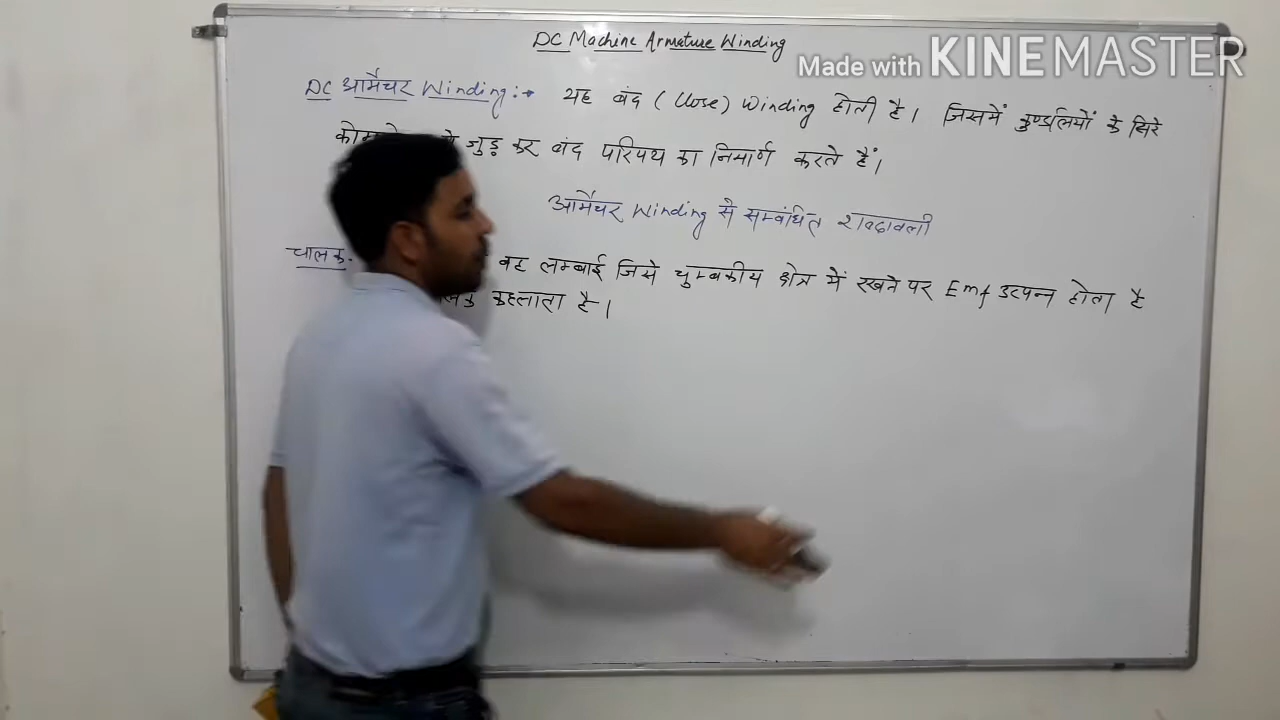 DC Machine Armature Winding
Made with KINEMASTER
DC आर्मेचर Winding :→ यह बंद ( Close ) Winding होती है। जिसमें कुण्डलियों के सिरे
जुड़ कर बंद परिपथ का निमार्ण करते हैं।
आर्मेचर Winding से सम्बंधित शब्दावली
चालक वह लम्बाई जिसे चुम्बकीय क्षेत्र में रखने पर Emf उत्पन्न होता है
कहलाता है।